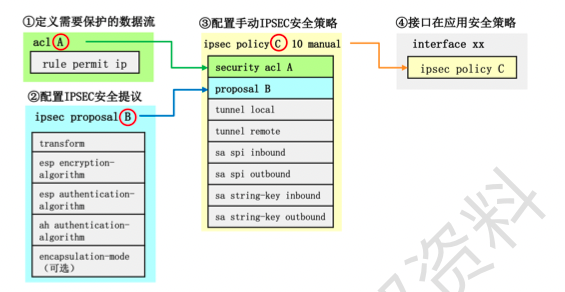 ①定义需要保护的数据流
acl A
rule permit ip
②配置IPSEC安全提议
ipsec proposal B
transform
esp encryption-
algorithm
esp authentication-
algorithm
ah authentication-
algorithm
encapsulation-mode
（可选）
③配置手动IPSEC安全策略
ipsec policy C 10 manual
security acl A
proposal B
tunnel local
tunnel remote
sa spi inbound
sa spi outbound
sa string-key inbound
sa string-key outbound
④接口在应用安全策略
interface xx
ipsec policy C